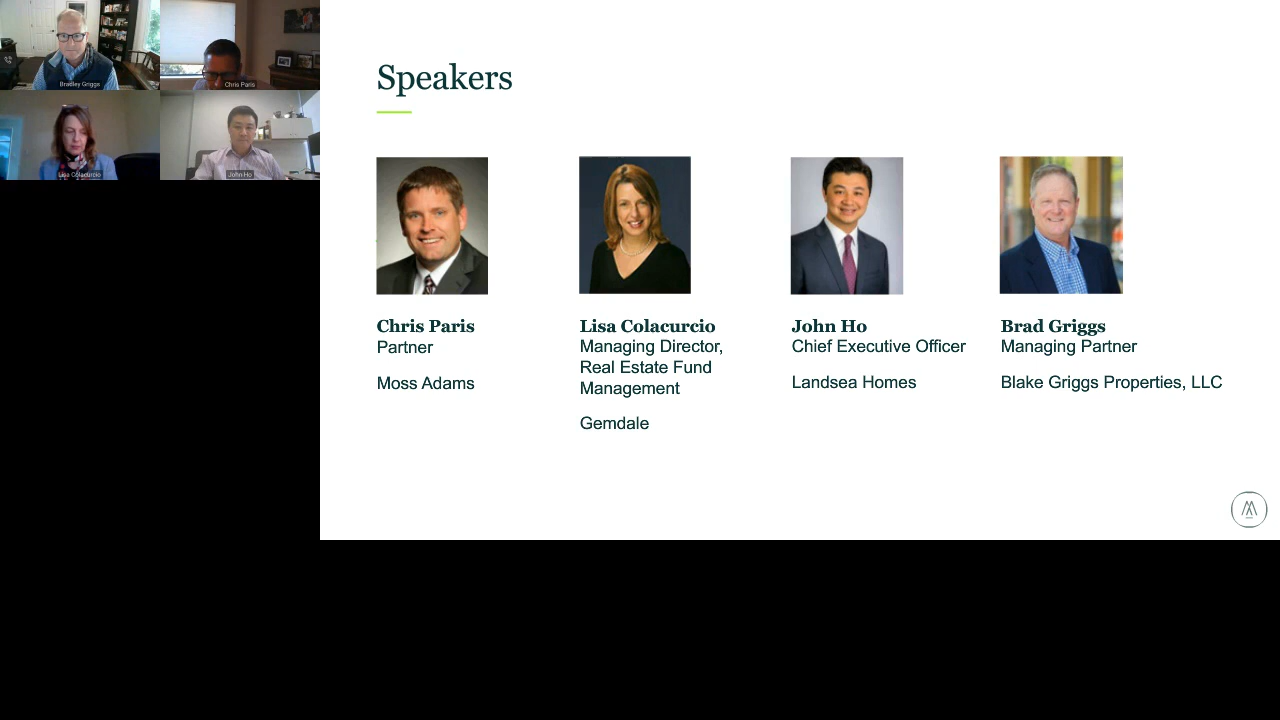 Bradley Griggs
Chris Paris
Lisa Colacurcio
John Ho
Speakers
Chris Paris
Partner
Moss Adams
Lisa Colacurcio
Managing Director,
Real Estate Fund
Management
Gemdale
John Ho
Chief Executive Officer
Landsea Homes
Brad Griggs
Managing Partner
Blake Griggs Properties, LLC